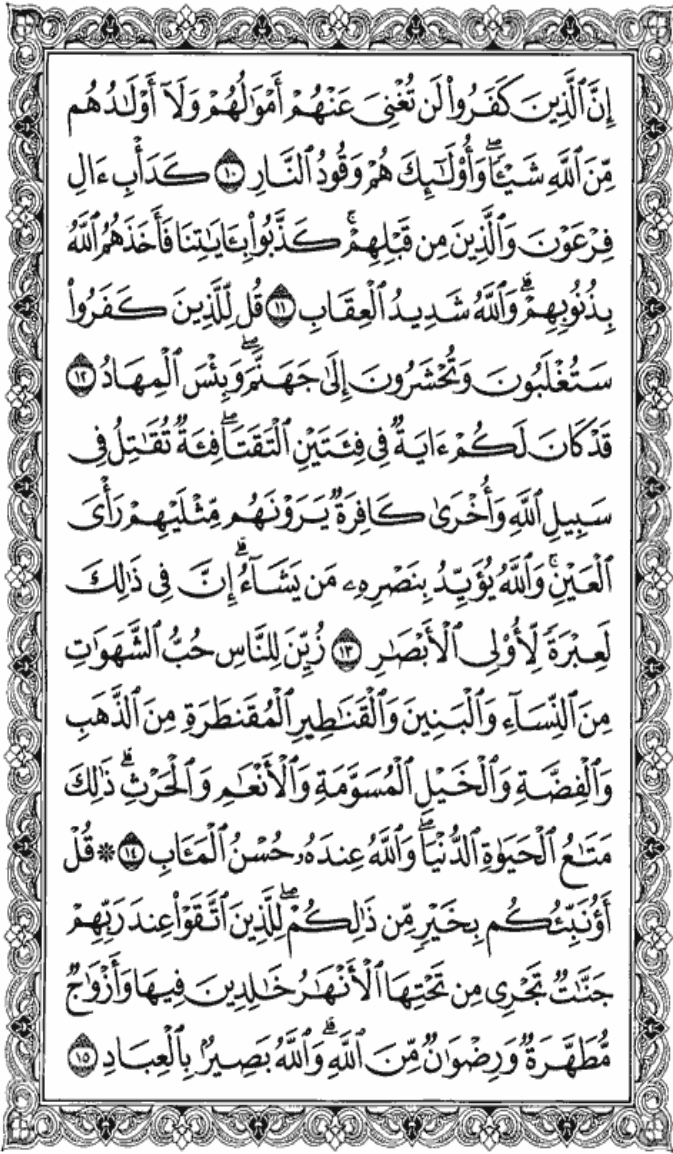 إِنَّ ٱلَّذِينَ كَفَرُوا۟ لَن تُغْنِىَ عَنْهُمْ أَمْوَٰلُهُمْ وَلَآ أَوْلَـٰدُهُم
مِّنَ ٱللَّهِ شَيْـًٔا ۖ وَأُو۟لَـٰٓئِكَ هُمْ وَقُودُ ٱلنَّارِ ١٠ كَدَأْبِ ءَالِ
فِرْعَوْنَ وَٱلَّذِينَ مِن قَبْلِهِمْ ۚ كَذَّبُوا۟ بِـَٔايَـٰتِنَا فَأَخَذَهُمُ ٱللَّهُ
بِذُنُوبِهِمْ ۗ وَٱللَّهُ شَدِيدُ ٱلْعِقَابِ ١١ قُل لِّلَّذِينَ كَفَرُوا۟
سَتُغْلَبُونَ وَتُحْشَرُونَ إِلَىٰ جَهَنَّمَ ۚ وَبِئْسَ ٱلْمِهَادُ ١٢
قَدْ كَانَ لَكُمْ ءَايَةٌ فِى فِئَتَيْنِ ٱلْتَقَتَا ۖ فِئَةٌ تُقَـٰتِلُ فِى
سَبِيلِ ٱللَّهِ وَأُخْرَىٰ كَافِرَةٌ يَرَوْنَهُم مِّثْلَيْهِمْ رَأْىَ
ٱلْعَيْنِ ۚ وَٱللَّهُ يُؤَيِّدُ بِنَصْرِهِۦ مَن يَشَآءُ ۗ إِنَّ فِى ذَٰلِكَ
لَعِبْرَةً لِّأُو۟لِى ٱلْأَبْصَـٰرِ ١٣ زُيِّنَ لِلنَّاسِ حُبُّ ٱلشَّهَوَٰتِ
مِنَ ٱلنِّسَآءِ وَٱلْبَنِينَ وَٱلْقَنَـٰطِيرِ ٱلْمُقَنطَرَةِ مِنَ ٱلذَّهَبِ
وَٱلْفِضَّةِ وَٱلْخَيْلِ ٱلْمُسَوَّمَةِ وَٱلْأَنْعَـٰمِ وَٱلْحَرْثِ ۗ ذَٰلِكَ
مَتَـٰعُ ٱلْحَيَوٰةِ ٱلدُّنْيَا ۖ وَٱللَّهُ عِندَهُۥ حُسْنُ ٱلْمَـَٔابِ ١٤ * قُلْ
أَؤُنَبِّئُكُم بِخَيْرٍ مِّن ذَٰلِكُمْ ۚ لِلَّذِينَ ٱتَّقَوْا۟ عِندَ رَبِّهِمْ
جَنَّـٰتٌ تَجْرِى مِن تَحْتِهَا ٱلْأَنْهَـٰرُ خَـٰلِدِينَ فِيهَا وَأَزْوَٰجٌ
مُّطَهَّرَةٌ وَرِضْوَٰنٌ مِّنَ ٱللَّهِ ۗ وَٱللَّهُ بَصِيرٌۢ بِٱلْعِبَادِ ١٥